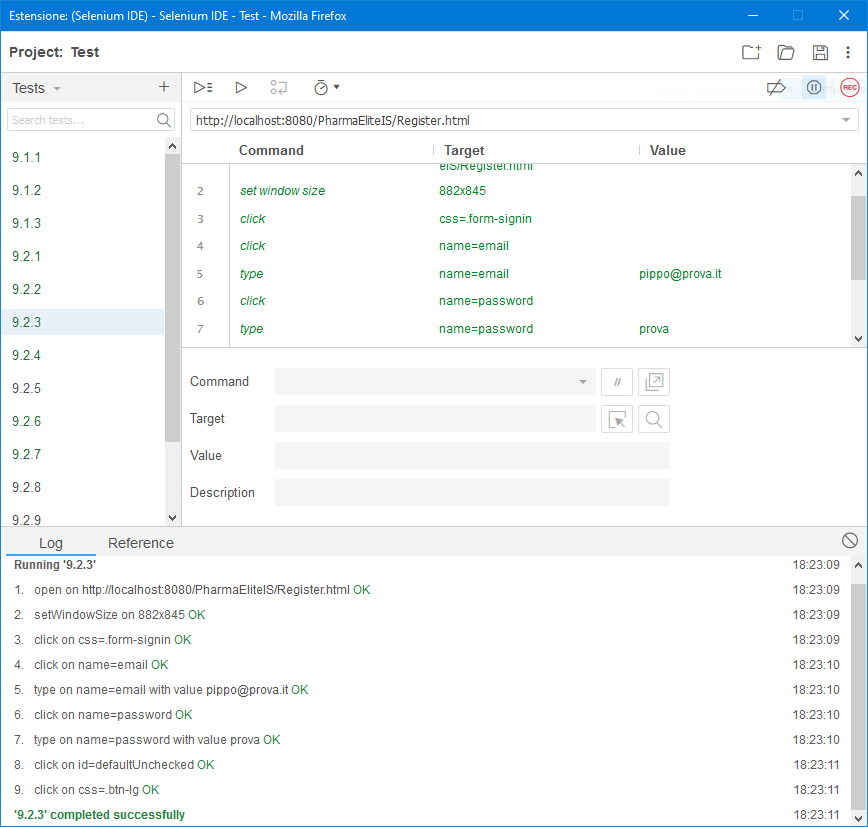 Estensione: (Selenium IDE) - Selenium IDE - Test - Mozilla Firefox
Project: Test
Tests
Search tests...
9.1.1
9.1.2
9.1.3
9.2.1
9.2.2
9.2.3
9.2.4
9.2.5
9.2.6
9.2.7
9.2.8
9.2.9
REC
http://localhost:8080/PharmaEliteIS/Register.html
Command Target Value
eIS/Register.html
2 set window size 882x845
3 click css=.form-signin
4 click name=email
5 type name=email pippo@prova.it
6 click name=password
7 type name=password prova
Command //
Target
Value
Description
Log Reference
Running '9.2.3' 18:23:09
1. open on http://localhost:8080/PharmaEliteIS/Register.html OK 18:23:09
2. setWindowSize on 882x845 OK 18:23:09
3. click on css=.form-signin OK 18:23:09
4. click on name=email OK 18:23:10
5. type on name=email with value pippo@prova.it OK 18:23:10
6. click on name=password OK 18:23:10
7. type on name=password with value prova OK 18:23:10
8. click on id=defaultUnchecked OK 18:23:11
9. click on css=.btn-lg OK 18:23:11
'9.2.3' completed successfully 18:23:11